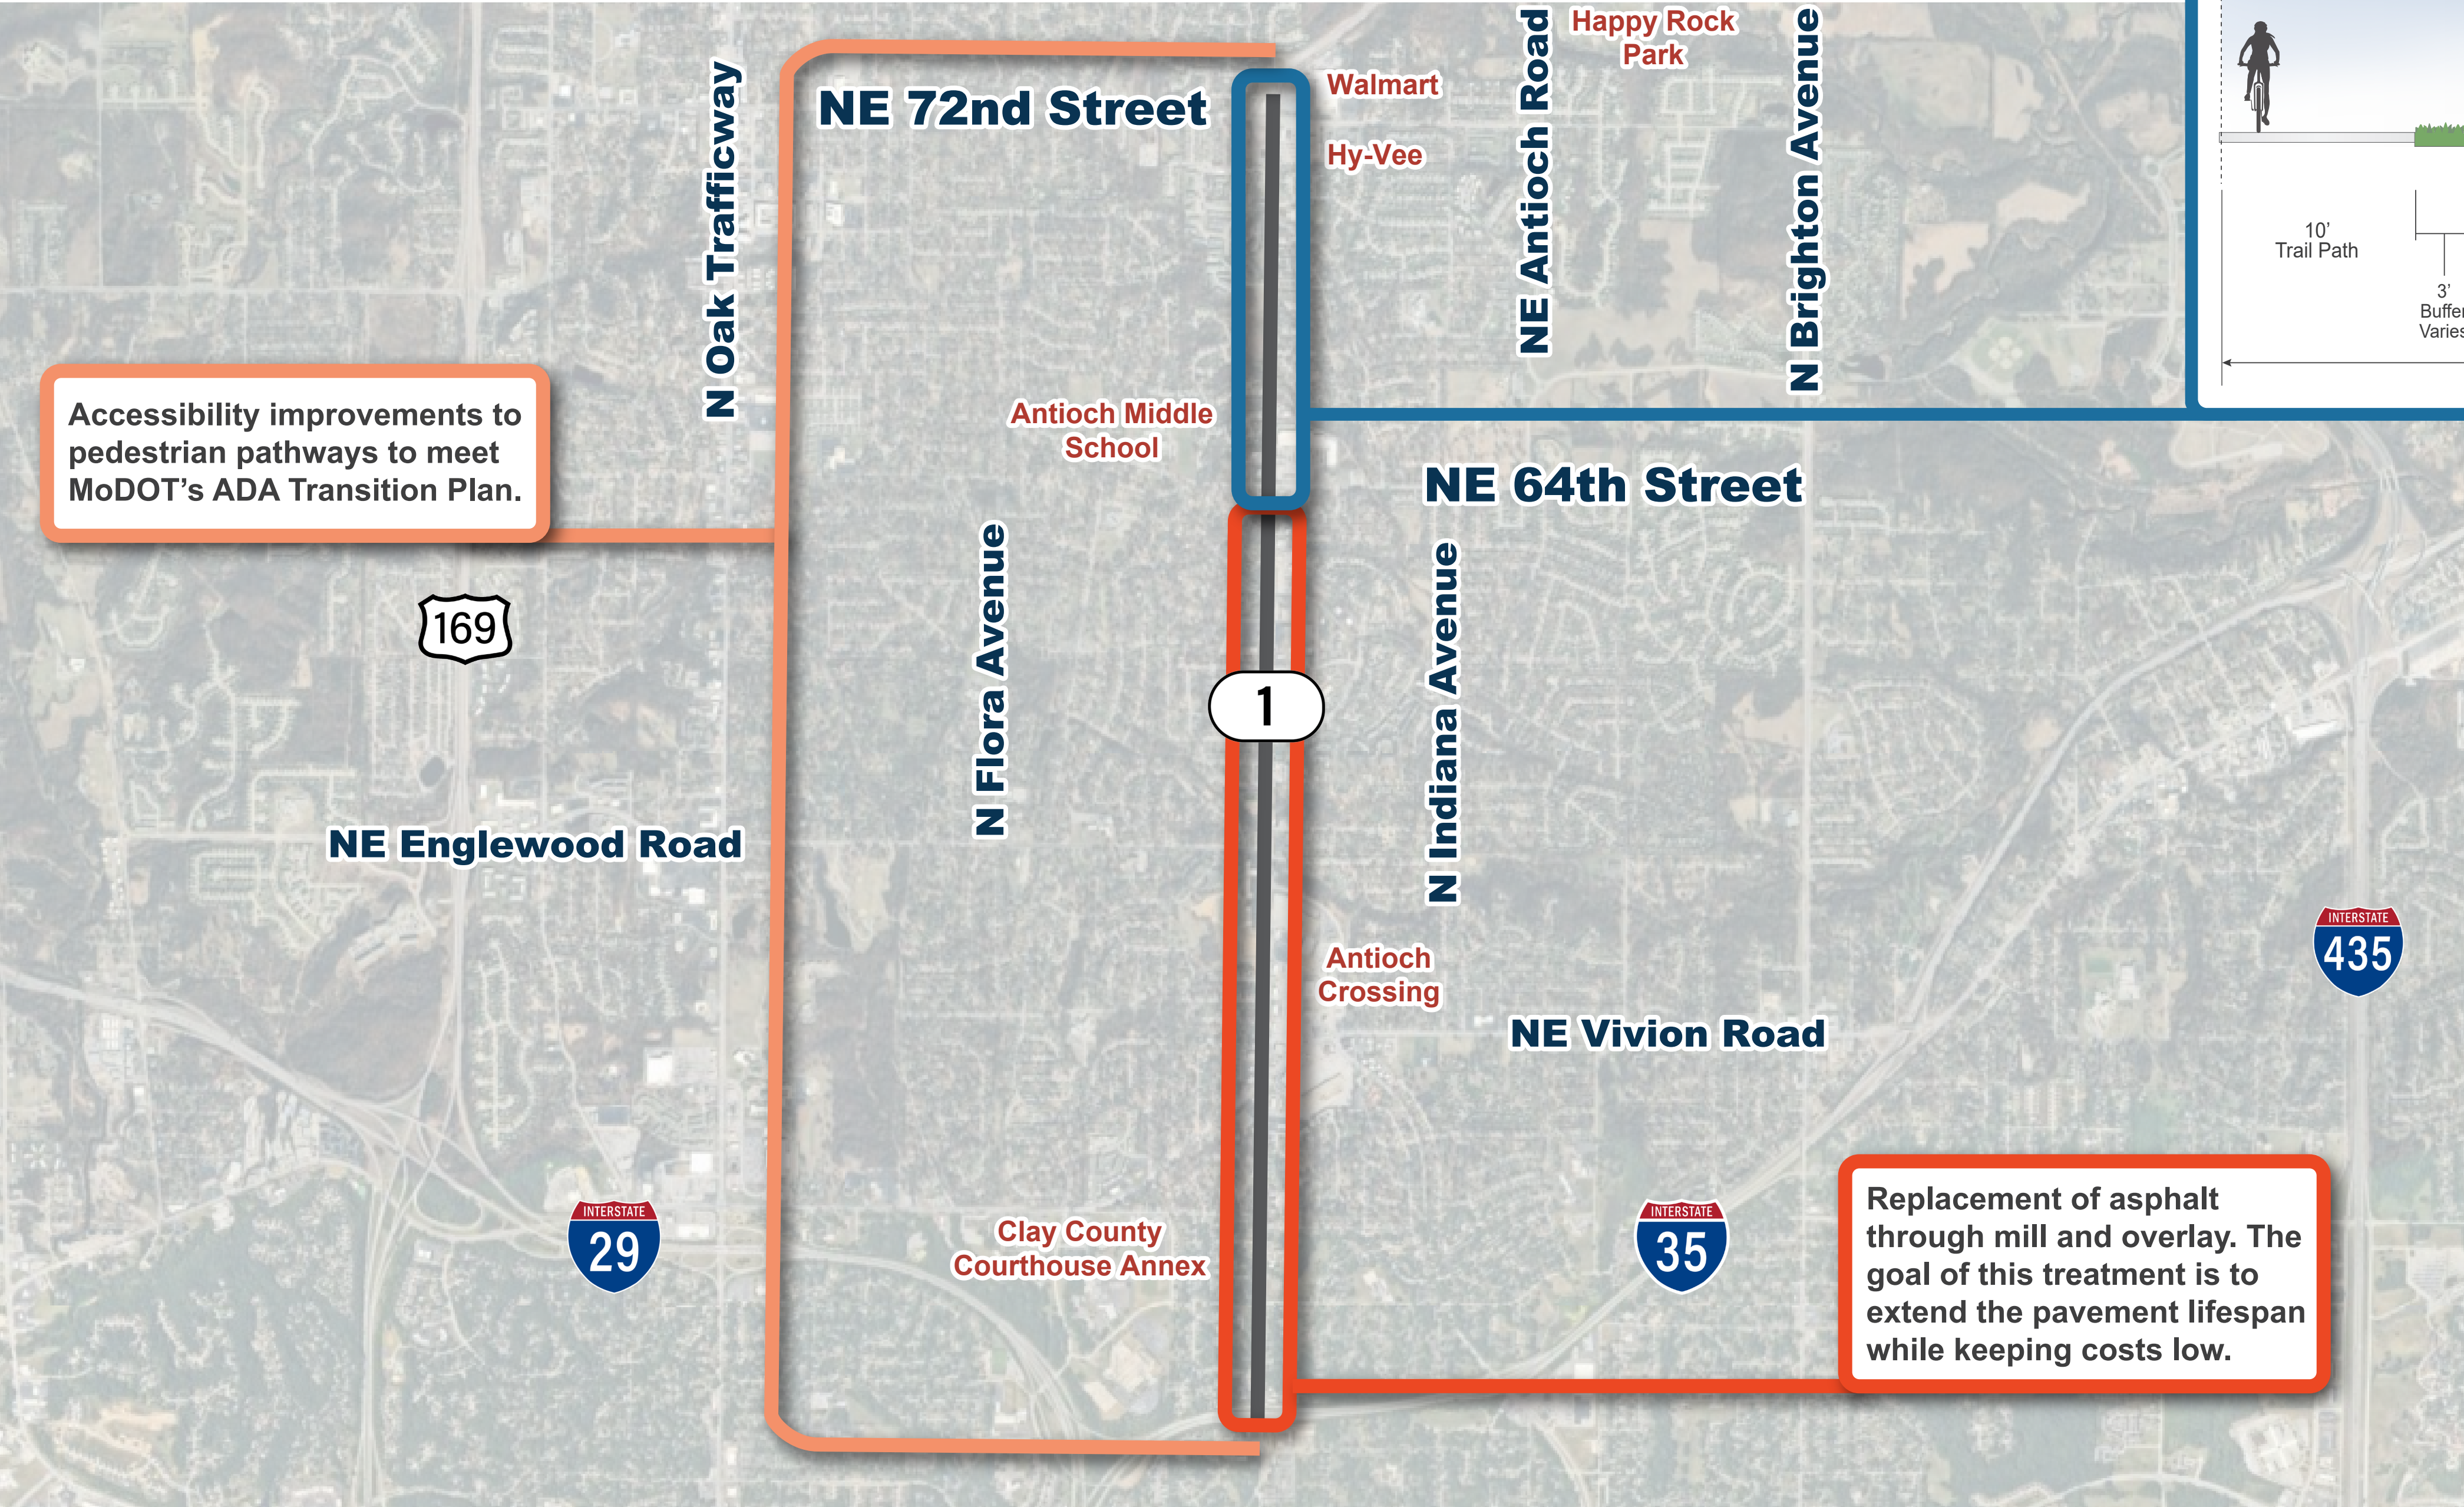 Happy Rock
Park
Walmart
NE 72nd Street
Hy-Vee
N Oak Trafficway
NE Antioch Road
N Brighton Avenue
10’
Trail Path
3’
Buffer
Varies
Accessibility improvements to
pedestrian pathways to meet
MoDOT’s ADA Transition Plan.
Antioch Middle
School
NE 64th Street
169
N Flora Avenue
1
N Indiana Avenue
NE Englewood Road
INTERSTATE
435
Antioch
Crossing
NE Vivion Road
INTERSTATE
29
Clay County
Courthouse Annex
INTERSTATE
35
Replacement of asphalt
through mill and overlay. The
goal of this treatment is to
extend the pavement lifespan
while keeping costs low.